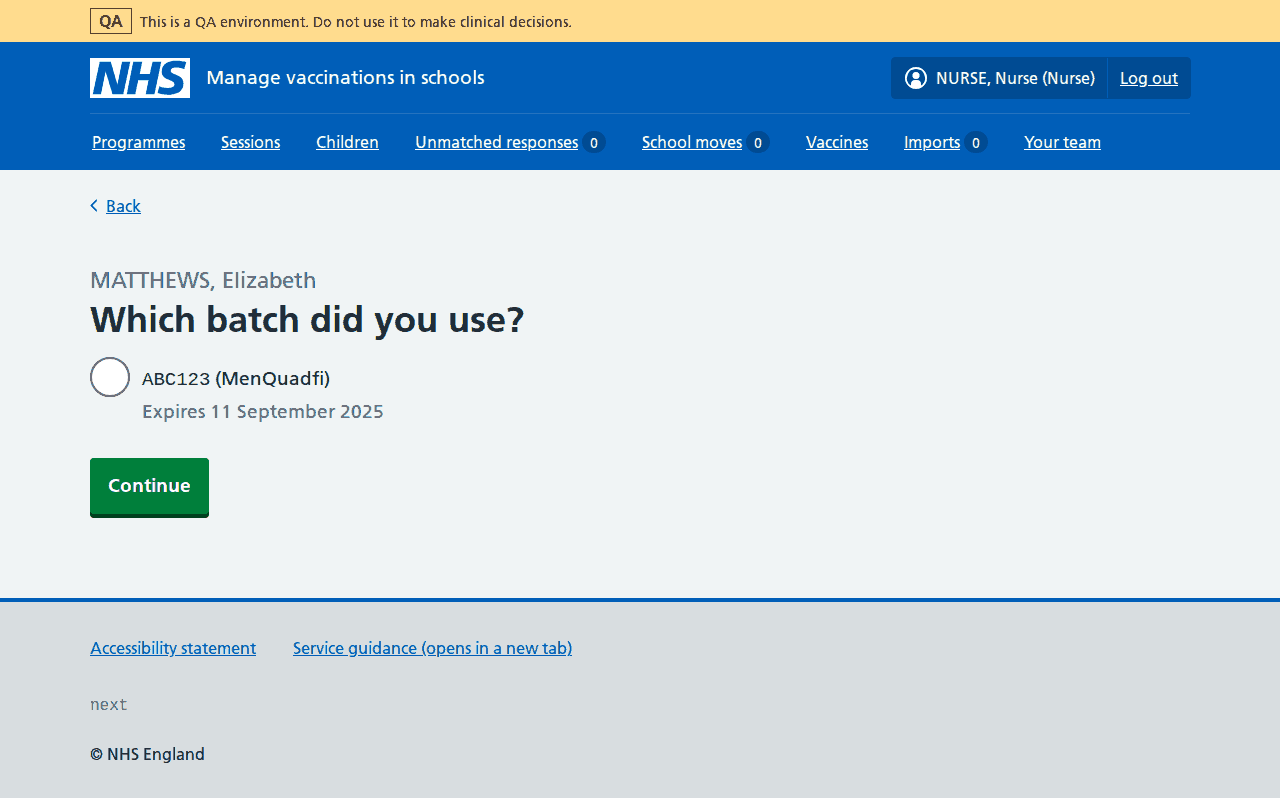 QA This is a QA environment. Do not use it to make clinical decisions.
NHS Manage vaccinations in schools NURSE, Nurse (Nurse) Log out
Programmes Sessions Children Unmatched responses 0 School moves 0 Vaccines Imports 0 Your team
Back
MATTHEWS, Elizabeth
Which batch did you use?
ABC123 (MenQuadfi)
Expires 11 September 2025
Continue
Accessibility statement Service guidance (opens in a new tab)
next
© NHS England